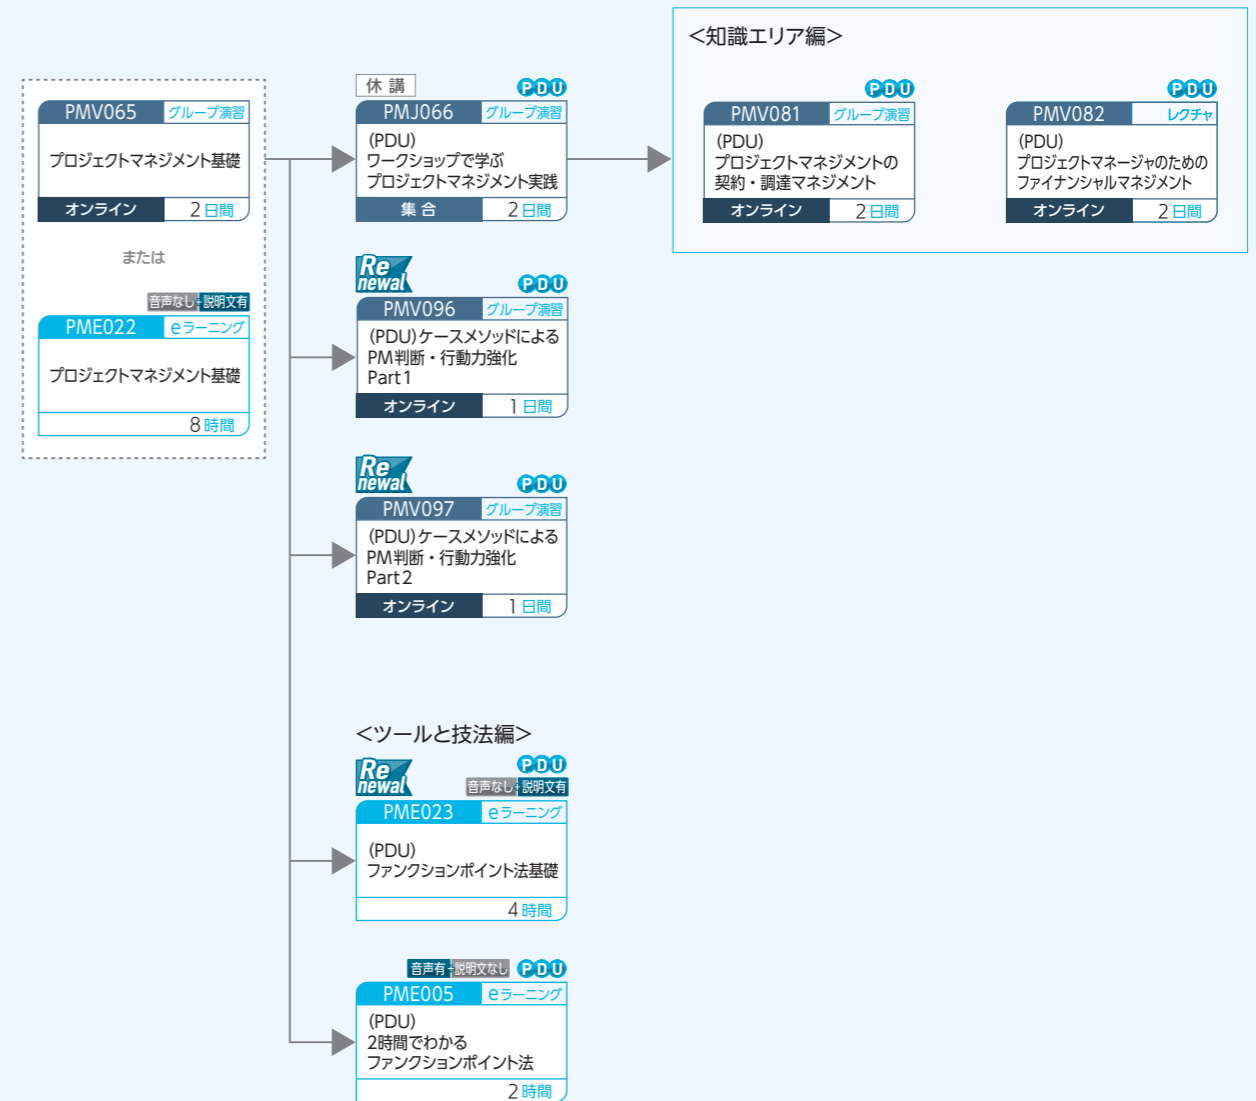 PMV065 グループ演習
プロジェクトマネジメント基礎
オンライン 2日間
または
音声なし+説明文有
PME022 eラーニング
プロジェクトマネジメント基礎
8時間
休講 PDU
PMJ066 グループ演習
(PDU)
ワークショップで学ぶ
プロジェクトマネジメント実践
集合 2日間
Re
newal
PDU
PMV096 グループ演習
(PDU)ケースメソッドによる
PM判断・行動力強化
Part1
オンライン 1日間
Re
newal
PDU
PMV097 グループ演習
(PDU)ケースメソッドによる
PM判断・行動力強化
Part2
オンライン 1日間
<ツールと技法編>
Re
newal
PDU
音声なし+説明文有
PME023 eラーニング
(PDU)
ファンクションポイント法基礎
4時間
音声有+説明文なし PDU
PME005 eラーニング
(PDU)
2時間でわかる
ファンクションポイント法
2時間
<知識エリア編>
PDU
PMV081 グループ演習
(PDU)
プロジェクトマネジメントの
契約・調達マネジメント
オンライン 2日間
PDU
PMV082 レクチャ
(PDU)
プロジェクトマネージャのための
ファイナンシャルマネジメント
オンライン 2日間